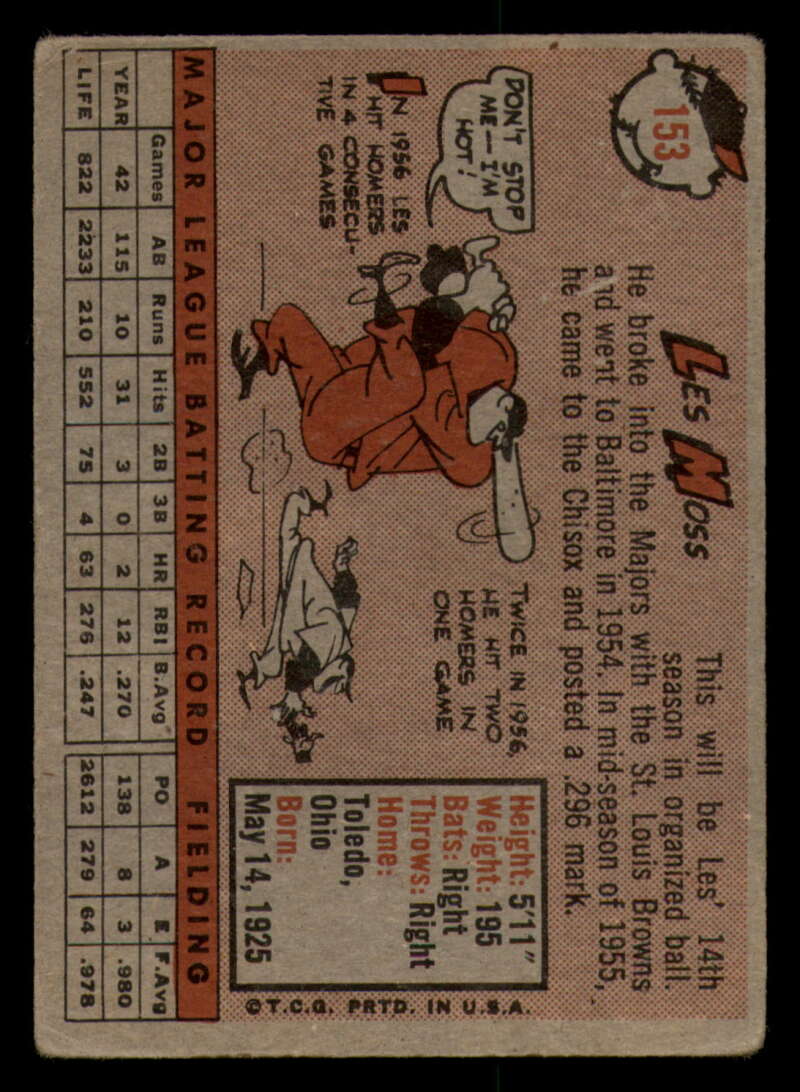 153
LES MOSS
This will be Les' 14th
season in organized ball.
He broke into the Majors with the St. Louis Browns
and went to Baltimore in 1954. In mid-season of 1955,
he came to the Chisox and posted a .296 mark.
DON'T STOP
ME—I'M
HOT!
IN 1956 LES
HIT HOMERS
IN 4 CONSECU-
TIVE GAMES
TWICE IN 1956,
HE HIT TWO
HOMERS IN
ONE GAME
Height: 5'11"
Weight: 195
Bats: Right
Throws: Right
Home:
Toledo,
Ohio
Born:
May 14, 1925
©T.C.G. PRTD. IN U.S.A.
MAJOR LEAGUE BATTING RECORD FIELDING
Games AB Runs Hits 2B 3B HR RBI B.Avg PO A E F.Avg
YEAR 42 115 10 31 3 0 2 12 .270 138 8 3 .980
LIFE 822 2233 210 552 75 4 63 276 .247 2612 279 64 .978